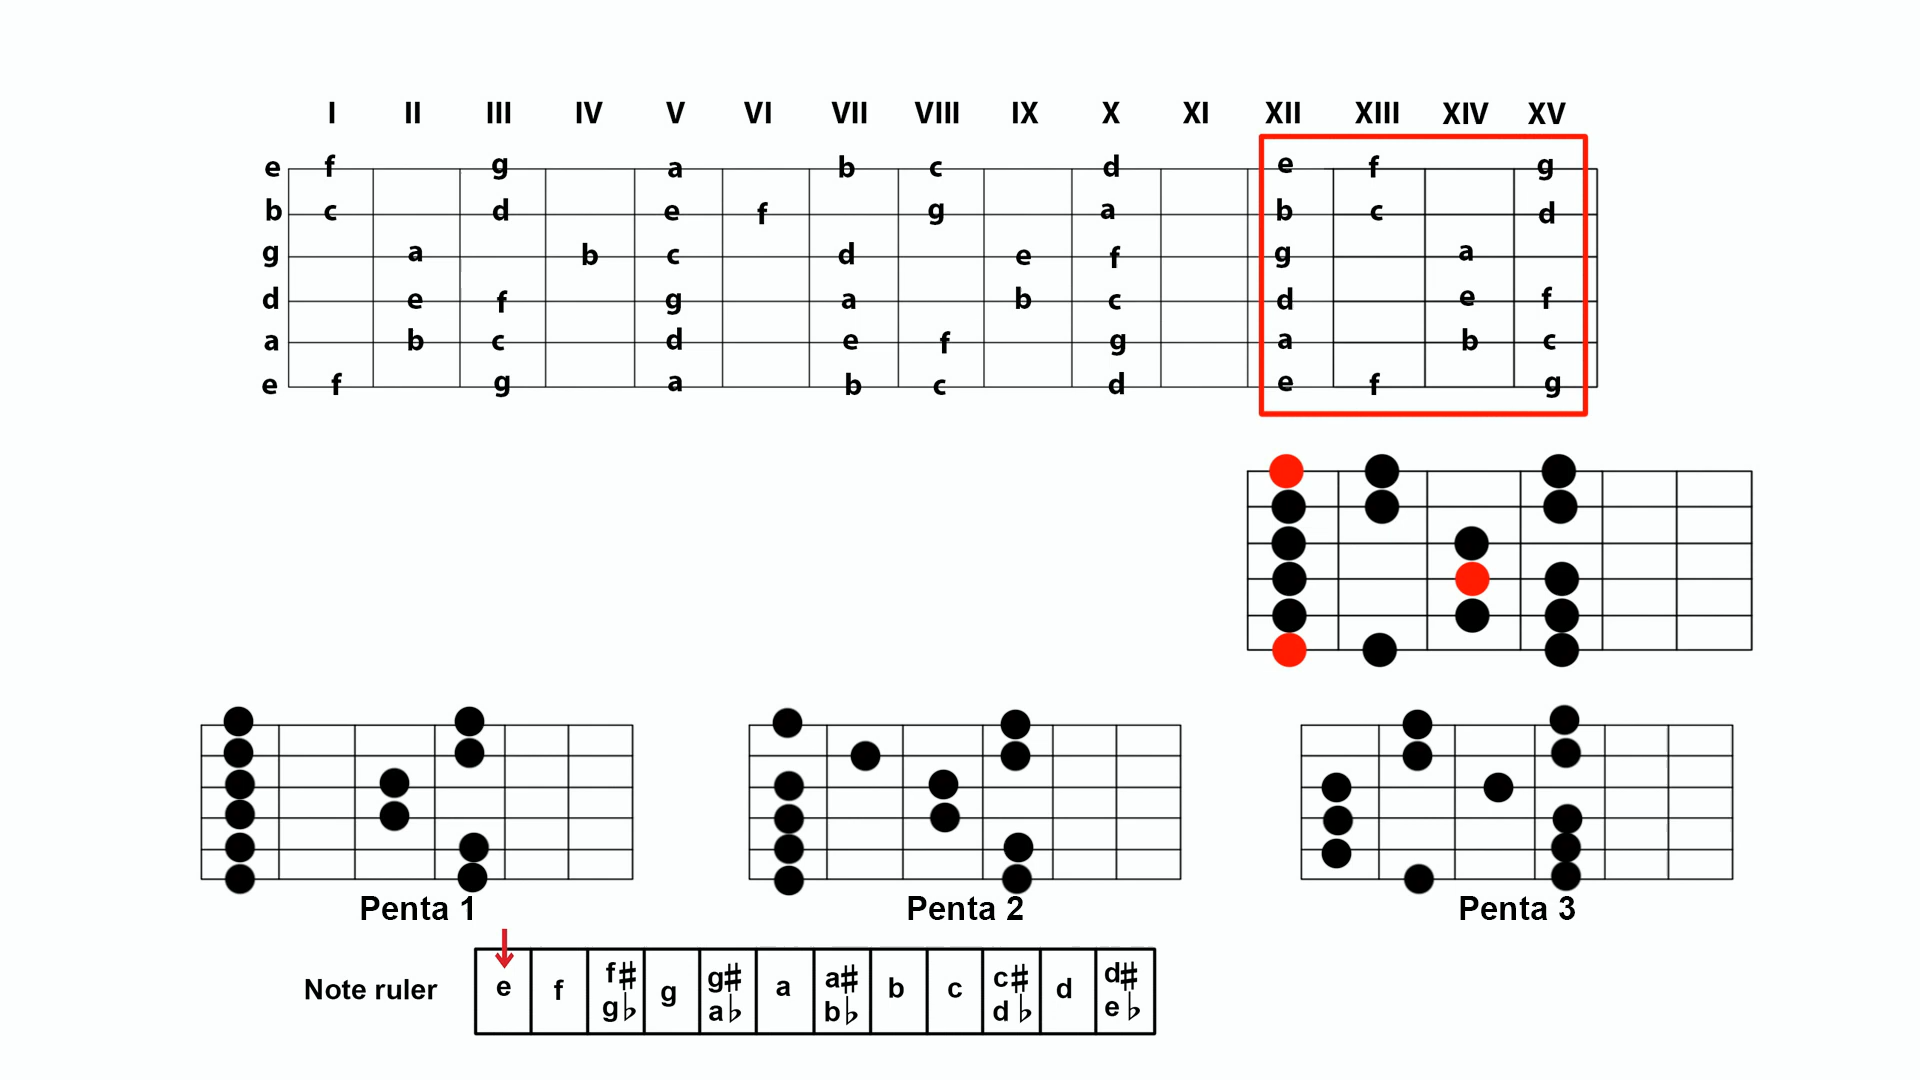 I II III IV V VI VII VIII IX X XI XII XIII XIV XV
e f g a b c d e f g
b c d e f g a b c d
g a b c d e f g a
d e f g a b c d e f
a b c d e f g a b c
e f g a b c d e f g
Penta 1 Penta 2 Penta 3
Note ruler e f f# g♭ g g# a♭ a a# b♭ b c c# d♭ d d# e♭